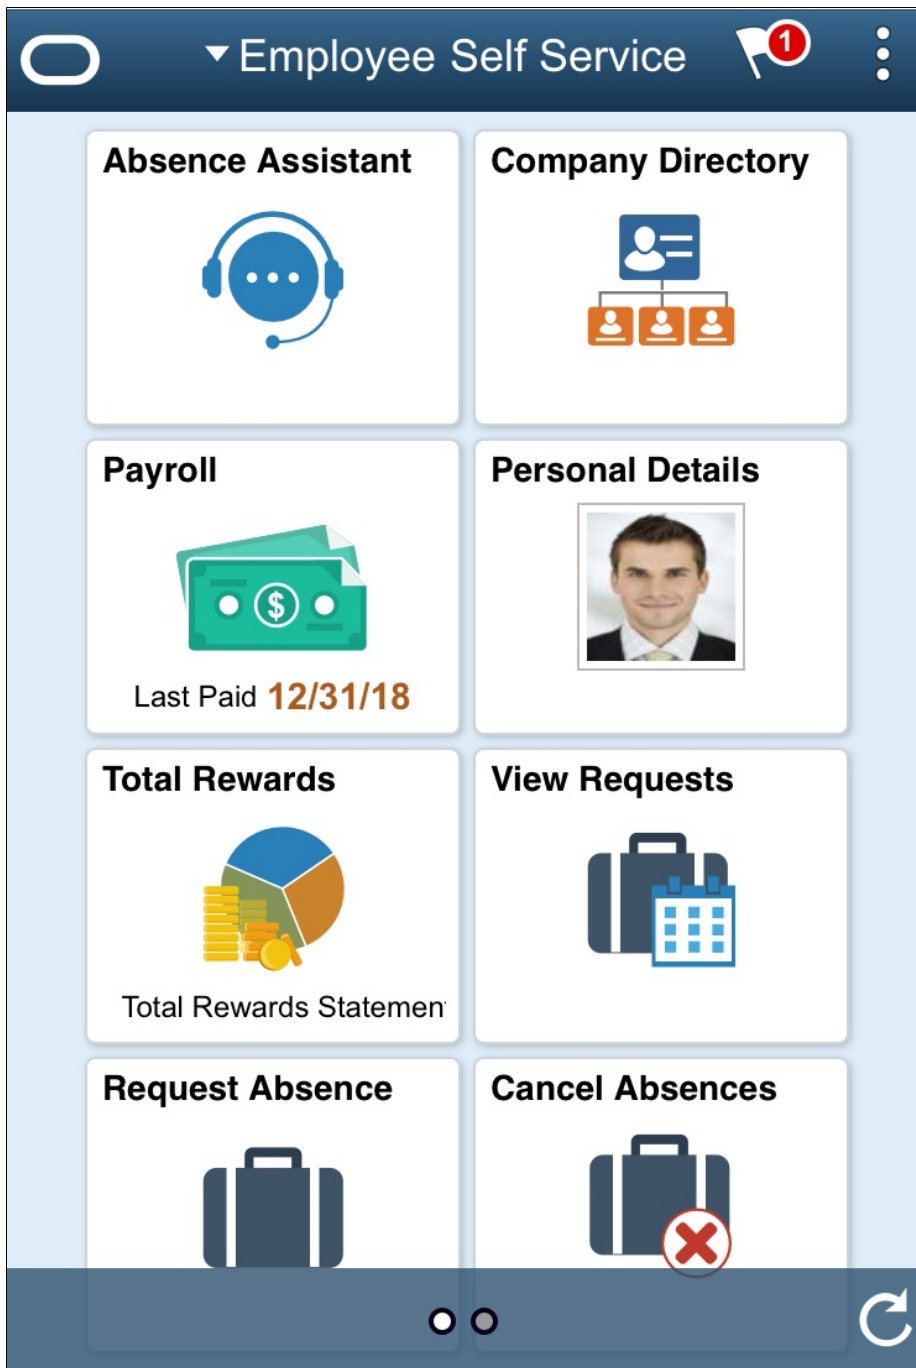 Employee Self Service
1
Absence Assistant
Company Directory
Payroll
$
Last Paid 12/31/18
Personal Details
Total Rewards
Total Rewards Statemen
View Requests
Request Absence
Cancel Absences